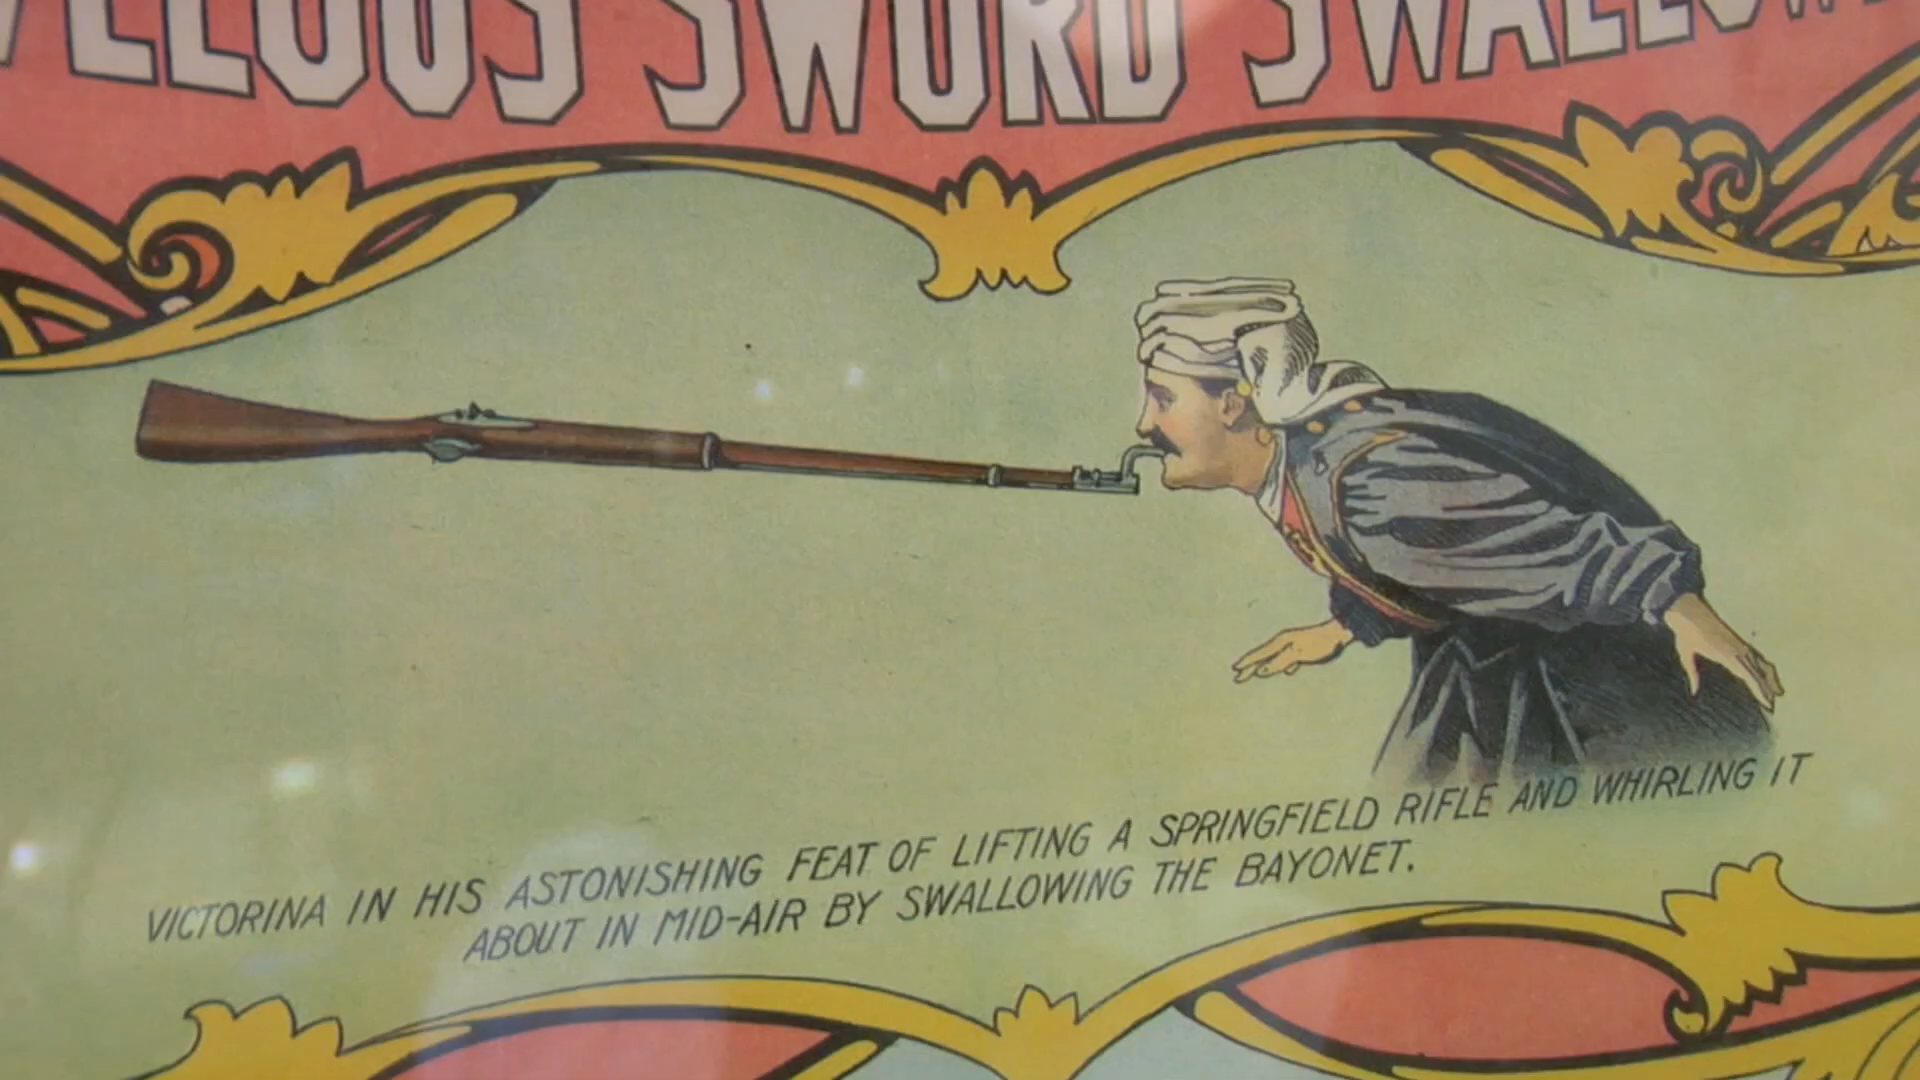 SWORD
VICTORINA IN HIS ASTONISHING FEAT OF LIFTING A SPRINGFIELD RIFLE AND WHIRLING IT
ABOUT IN MID-AIR BY SWALLOWING THE BAYONET.